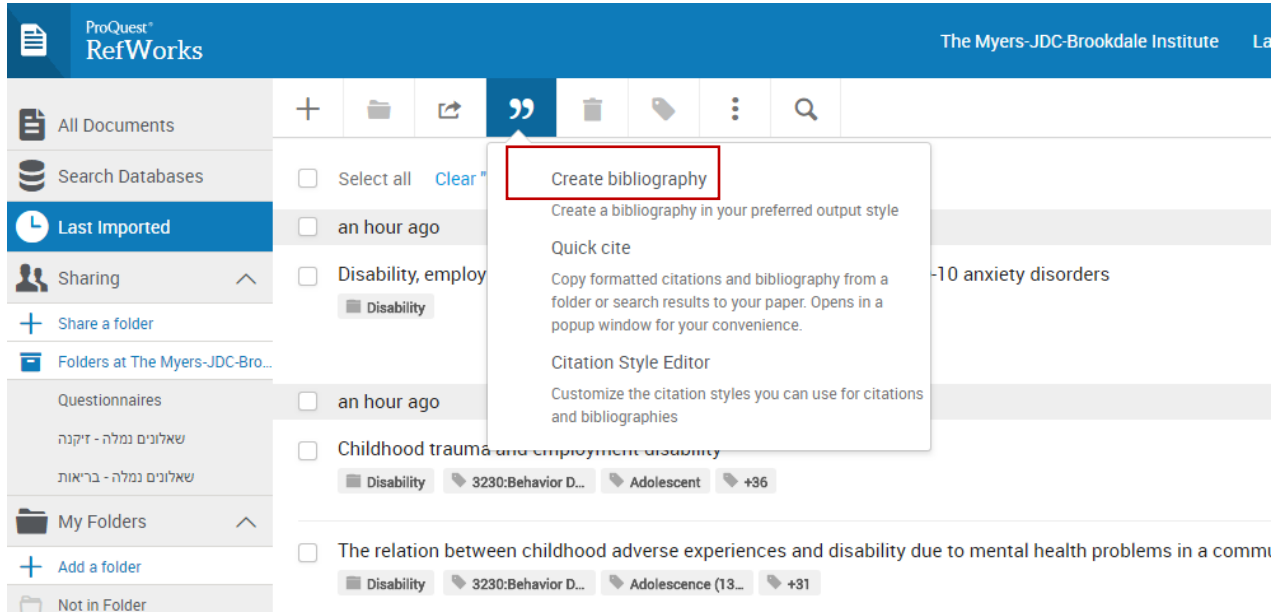 ProQuest®
RefWorks
The Myers-JDC-Brookdale Institute La
All Documents
Search Databases
Last Imported
Sharing
Share a folder
Folders at The Myers-JDC-Bro...
Questionnaires
שאלונים נמלה - זיקנה
שאלונים נמלה - בריאות
My Folders
Add a folder
Not in Folder
Select all Clear "
Create bibliography
Create a bibliography in your preferred output style
Quick cite
Copy formatted citations and bibliography from a
folder or search results to your paper. Opens in a
popup window for your convenience.
Citation Style Editor
Customize the citation styles you can use for citations
and bibliographies
an hour ago
Disability, employ -10 anxiety disorders
Disability
an hour ago
Childhood trauma and employment disability
Disability 3230:Behavior D... Adolescent +36
The relation between childhood adverse experiences and disability due to mental health problems in a commu
Disability 3230:Behavior D... Adolescence (13... +31